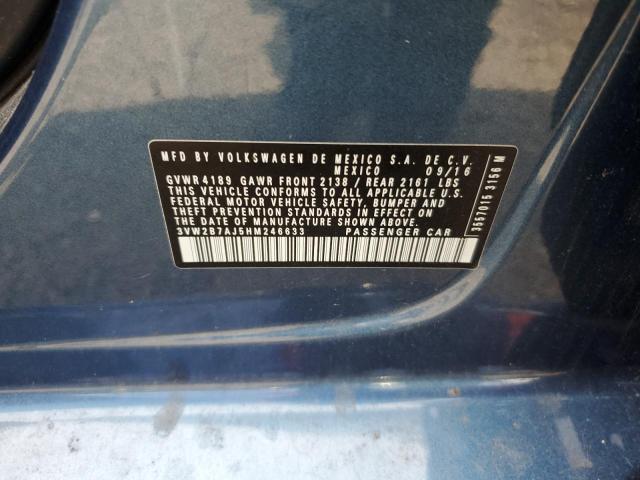 MFD BY VOLKSWAGEN DE MEXICO S.A. DE C.V.
MEXICO 09/16
GVWR 4189 GAWR FRONT 2138 / REAR 2161 LBS
THIS VEHICLE CONFORMS TO ALL APPLICABLE U.S.
FEDERAL MOTOR VEHICLE SAFETY, BUMPER AND
THEFT PREVENTION STANDARDS IN EFFECT ON
THE DATE OF MANUFACTURE SHOWN ABOVE.
3VW2B7AJ5HM246633 PASSENGER CAR
3557015 3156 M